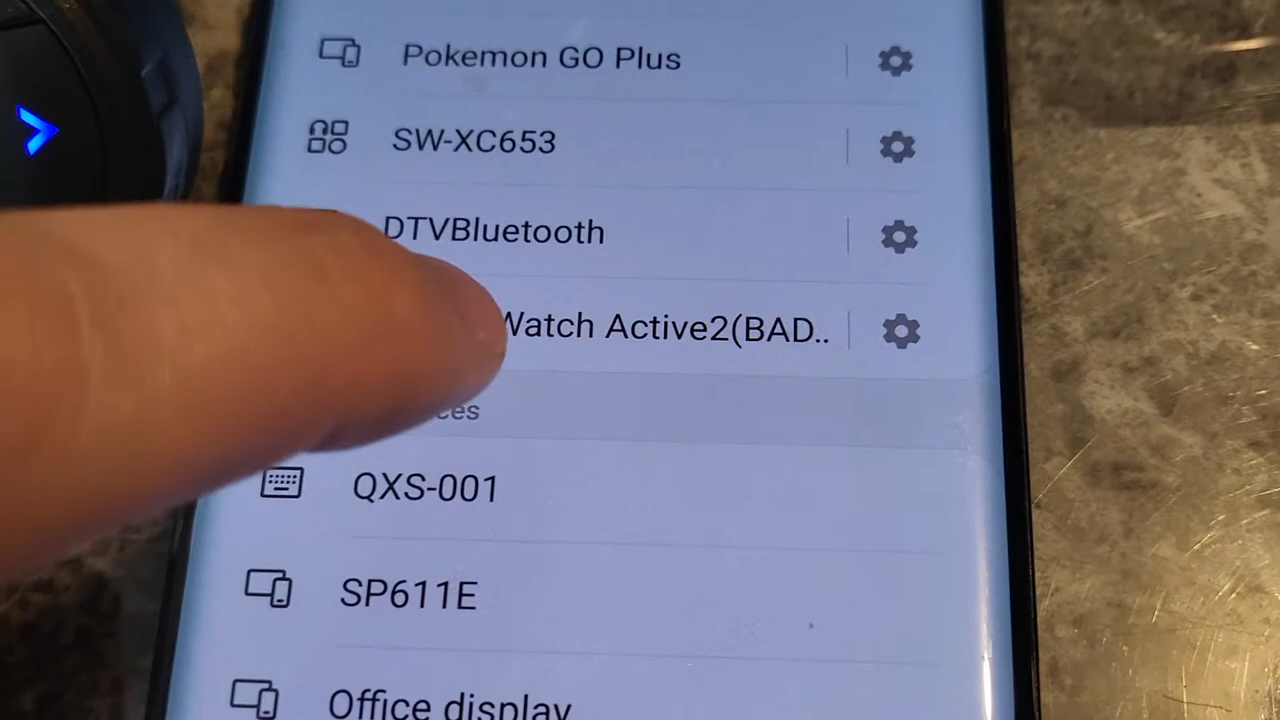 Pokemon GO Plus
SW-XC653
DTVBluetooth
Watch Active2(BAD..
QXS-001
SP611E
Office display